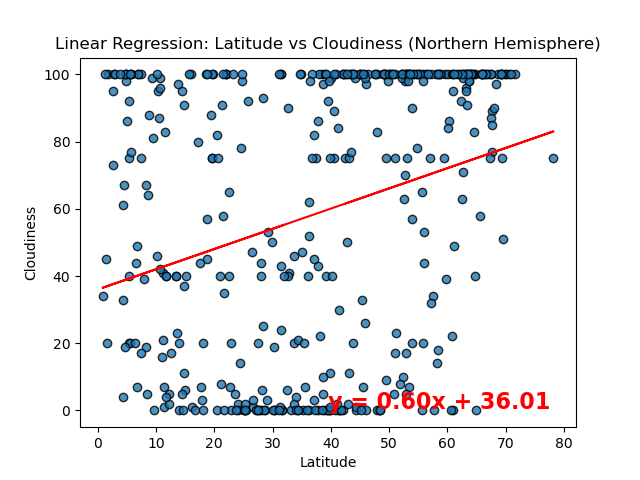 Linear Regression: Latitude vs Cloudiness (Northern Hemisphere)
100
80
60
40
20
0
Cloudiness
y = 0.60x + 36.01
0 10 20 30 40 50 60 70 80
Latitude